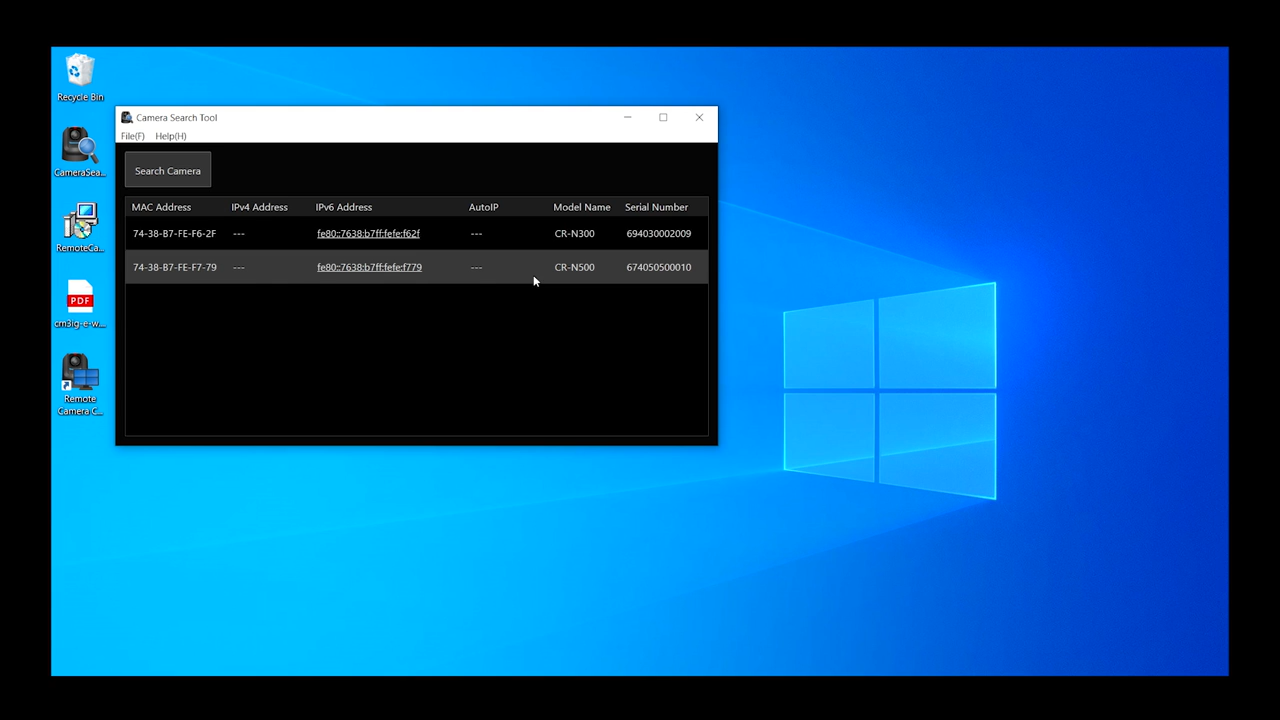 Recycle Bin
CameraSea...
RemoteCa...
PDF
cm3ig-e-w...
Remote
Camera C...
Camera Search Tool
File(F) Help(H)
Search Camera
MAC Address IPv4 Address IPv6 Address AutoIP Model Name Serial Number
74-38-B7-FE-F6-2F --- fe80::7638:b7ff:fefe:f62f --- CR-N300 694030002009
74-38-B7-FE-F7-79 --- fe80::7638:b7ff:fefe:f779 --- CR-N500 674050500010